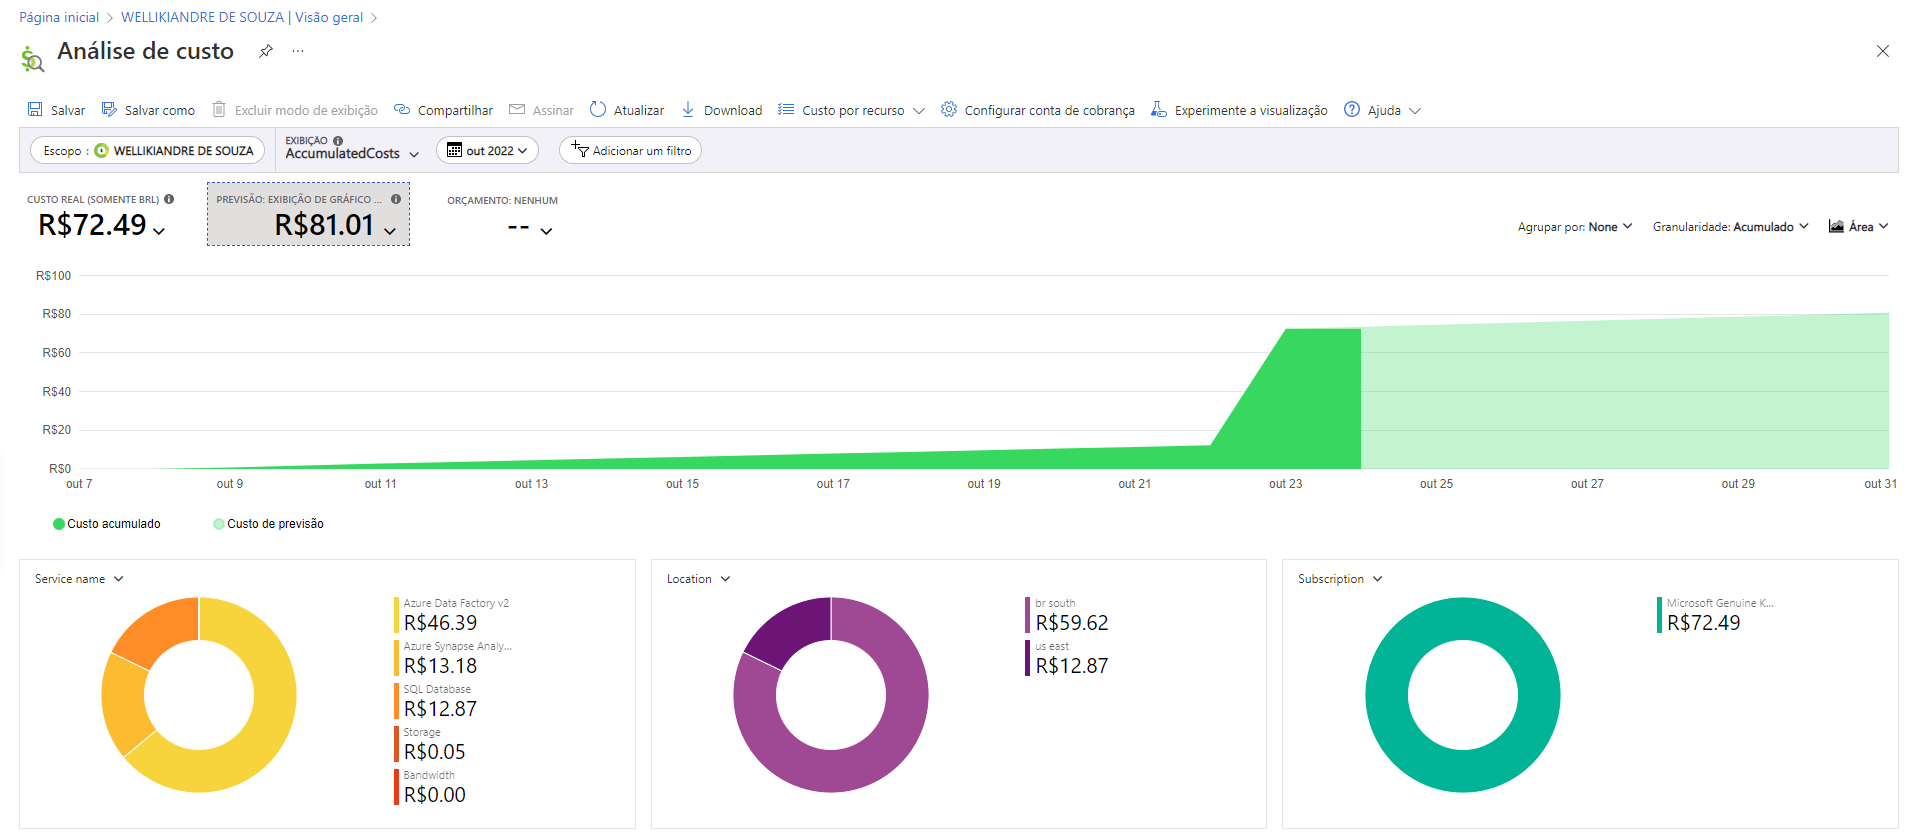 Página inicial > WELLIKIANDRE DE SOUZA | Visão geral >
Análise de custo
Salvar Salvar como Excluir modo de exibição Compartilhar Assinar Atualizar Download Custo por recurso Configurar conta de cobrança Experimente a visualização Ajuda
Escopo : WELLIKIANDRE DE SOUZA
EXIBIÇÃO
AccumulatedCosts
out 2022
Adicionar um filtro
CUSTO REAL (SOMENTE BRL)
R$72.49
PREVISÃO: EXIBIÇÃO DE GRÁFICO ...
R$81.01
ORÇAMENTO: NENHUM
--
Agrupar por: None Granularidade: Acumulado Área
R$100
R$80
R$60
R$40
R$20
R$0
out 7 out 9 out 11 out 13 out 15 out 17 out 19 out 21 out 23 out 25 out 27 out 29 out 31
Custo acumulado Custo de previsão
Service name
Azure Data Factory v2
R$46.39
Azure Synapse Analy...
R$13.18
SQL Database
R$12.87
Storage
R$0.05
Bandwidth
R$0.00
Location
br south
R$59.62
us east
R$12.87
Subscription
Microsoft Genuine K...
R$72.49